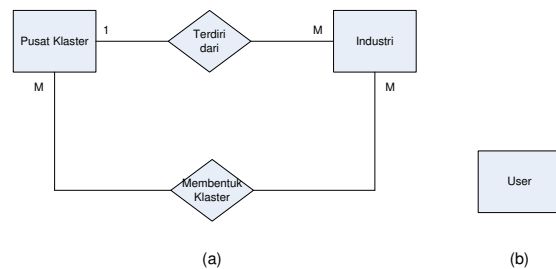 Pusat Klaster
1
Terdiri
dari
M
Industri
M
M
Membentuk
Klaster
User
(a)
(b)